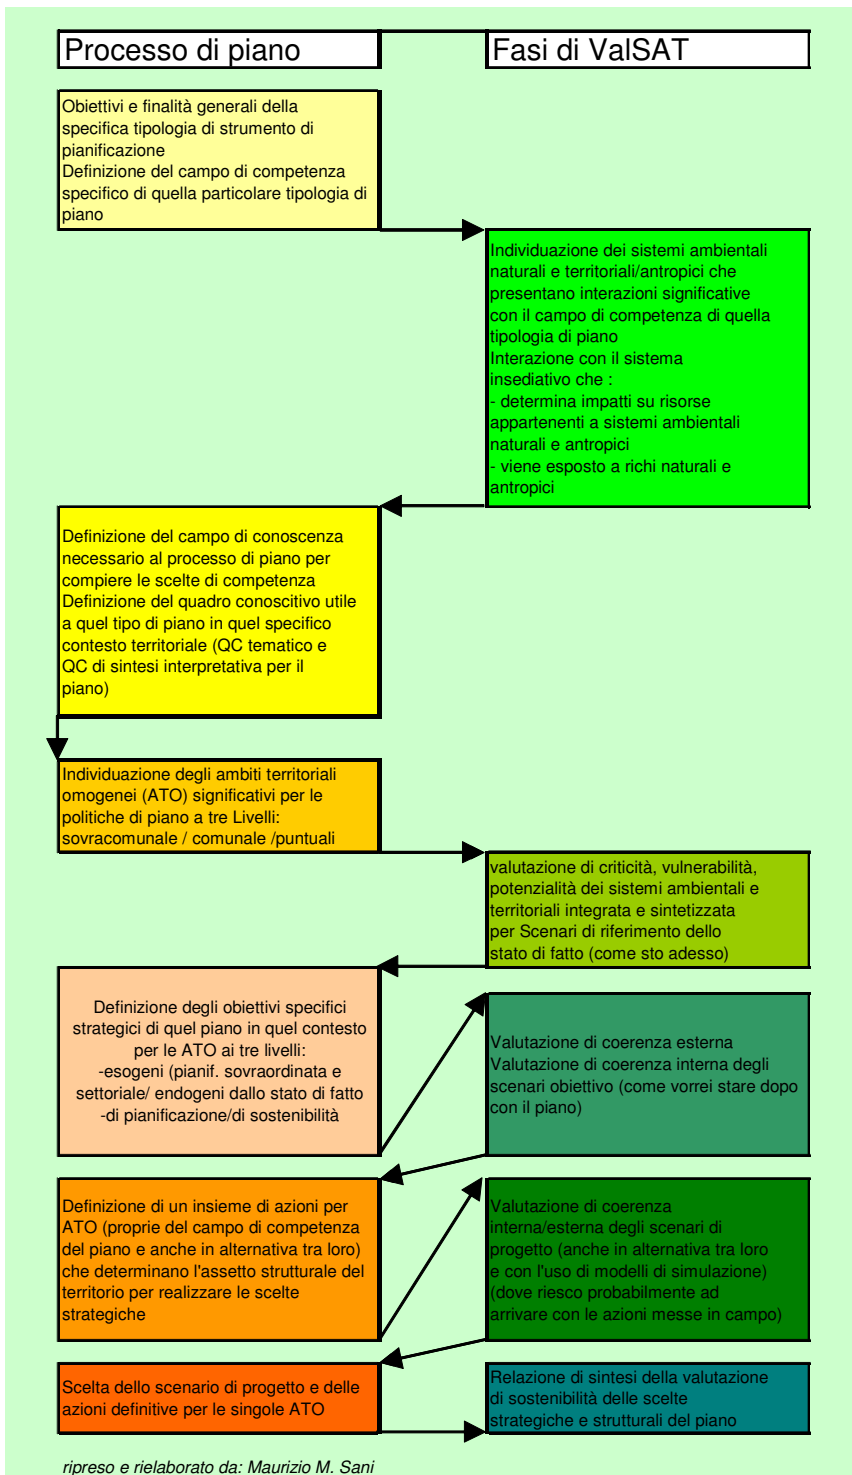 Processo di piano
Fasi di ValSAT
Obiettivi e finalità generali della
specifica tipologia di strumento di
pianificazione
Definizione del campo di competenza
specifico di quella particolare tipologia di
piano
Individuazione dei sistemi ambientali
naturali e territoriali/antropici che
presentano interazioni significative
con il campo di competenza di quella
tipologia di piano
Interazione con il sistema
insediativo che :
- determina impatti su risorse
appartenenti a sistemi ambientali
naturali e antropici
- viene esposto a richi naturali e
antropici
Definizione del campo di conoscenza
necessario al processo di piano per
compiere le scelte di competenza
Definizione del quadro conoscitivo utile
a quel tipo di piano in quel specifico
contesto territoriale (QC tematico e
QC di sintesi interpretativa per il
piano)
Individuazione degli ambiti territoriali
omogenei (ATO) significativi per le
politiche di piano a tre Livelli:
sovracomunale / comunale /puntuali
valutazione di criticità, vulnerabilità,
potenzialità dei sistemi ambientali e
territoriali integrata e sintetizzata
per Scenari di riferimento dello
stato di fatto (come sto adesso)
Definizione degli obiettivi specifici
strategici di quel piano in quel contesto
per le ATO ai tre livelli:
-esogeni (pianif. sovraordinata e
settoriale/ endogeni dallo stato di fatto
-di pianificazione/di sostenibilità
Valutazione di coerenza esterna
Valutazione di coerenza interna degli
scenari obiettivo (come vorrei stare dopo
con il piano)
Definizione di un insieme di azioni per
ATO (proprie del campo di competenza
del piano e anche in alternativa tra loro)
che determinano l'assetto strutturale del
territorio per realizzare le scelte
strategiche
Valutazione di coerenza
interna/esterna degli scenari di
progetto (anche in alternativa tra loro
e con l'uso di modelli di simulazione)
(dove riesco probabilmente ad
arrivare con le azioni messe in campo)
Scelta dello scenario di progetto e delle
azioni definitive per le singole ATO
Relazione di sintesi della valutazione
di sostenibilità delle scelte
strategiche e strutturali del piano
ripreso e rielaborato da: Maurizio M. Sani